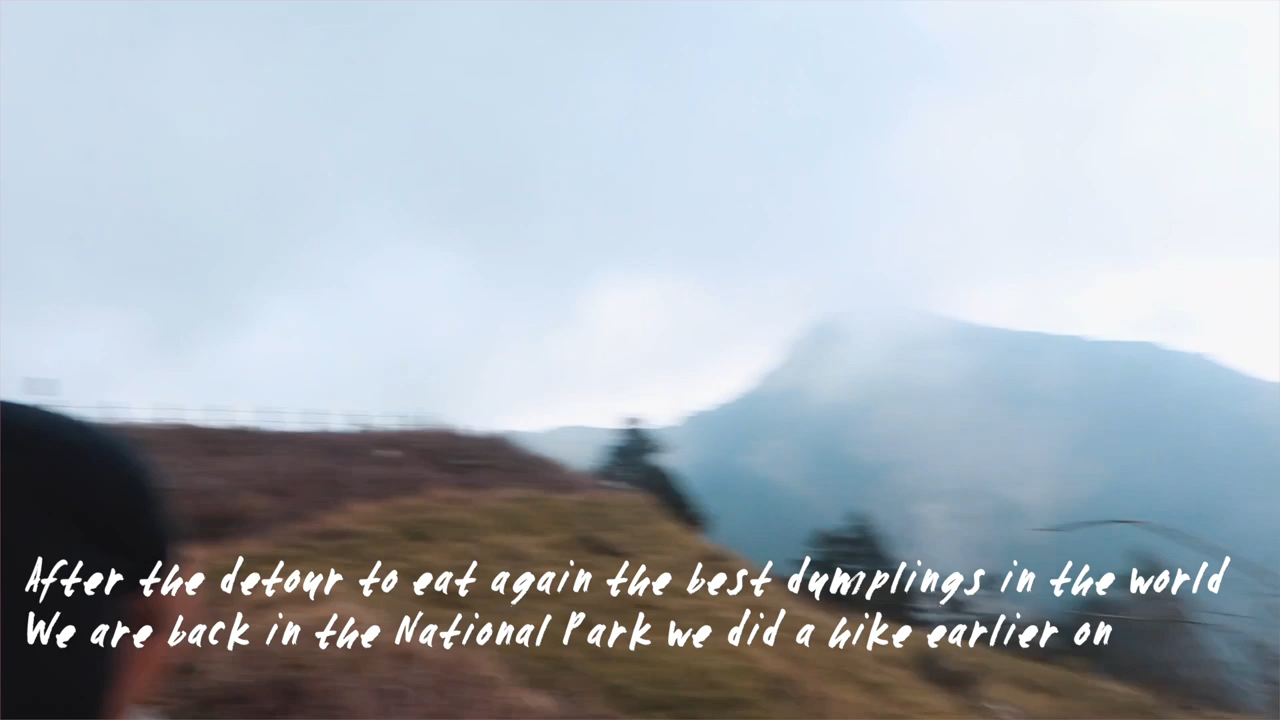 After the detour to eat again the best dumplings in the world
We are back in the National Park we did a hike earlier on